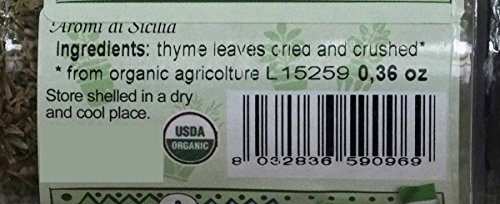 Aromi di Sicilia
Ingredients: thyme leaves dried and crushed*
* from organic agricolture L15259 0,36 oz
Store shelled in a dry
and cool place.
USDA
ORGANIC
8 032836 590969